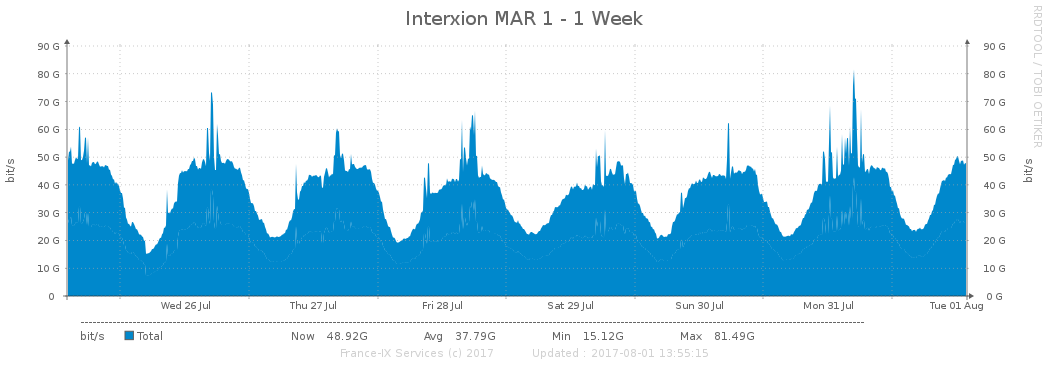 Interxion MAR 1 - 1 Week
RRDTOOL / TOBI OETIKER
bit/s
90 G
80 G
70 G
60 G
50 G
40 G
30 G
20 G
10 G
0
90 G
80 G
70 G
60 G
50 G
40 G
30 G
20 G
10 G
0 G
bit/s
Wed 26 Jul Thu 27 Jul Fri 28 Jul Sat 29 Jul Sun 30 Jul Mon 31 Jul Tue 01 Aug
bit/s Total Now 48.92G Avg 37.79G Min 15.12G Max 81.49G
France-IX Services (c) 2017 Updated : 2017-08-01 13:55:15